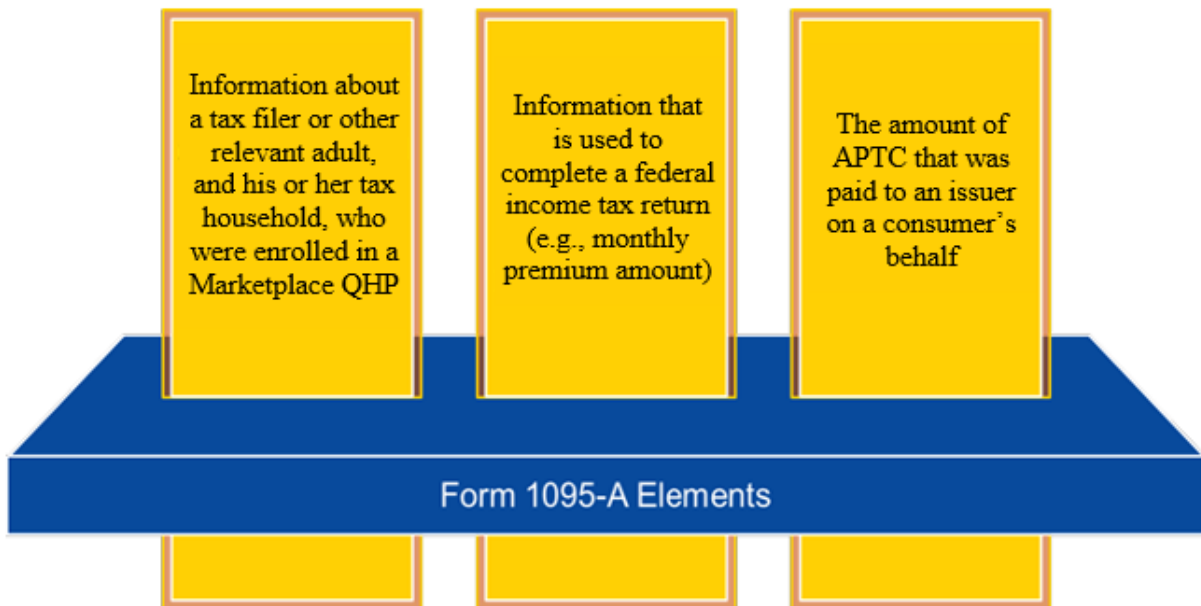 Information about
a tax filer or other
relevant adult,
and his or her tax
household, who
were enrolled in a
Marketplace QHP
Information that
is used to
complete a federal
income tax return
(e.g., monthly
premium amount)
The amount of
APTC that was
paid to an issuer
on a consumer’s
behalf
Form 1095-A Elements